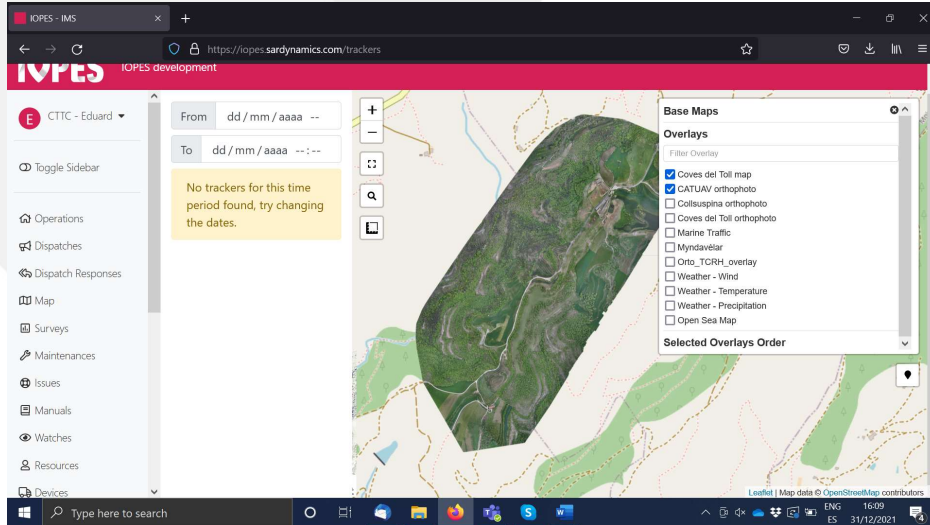 IOPES - IMS
https://iopes.sardynamics.com/trackers
IOPES
IOPES development
E
CTTC - Eduard
Toggle Sidebar
Operations
Dispatches
Dispatch Responses
Map
Surveys
Maintenances
Issues
Manuals
Watches
Resources
Devices
From dd / mm / aaaa --
To dd / mm / aaaa --:--
No trackers for this time
period found, try changing
the dates.
+
−
Base Maps
Overlays
Filter Overlay
Coves del Toll map
CATUAV orthophoto
Collsuspina orthophoto
Coves del Toll orthophoto
Marine Traffic
Myndavélar
Orto_TCRH_overlay
Weather - Wind
Weather - Temperature
Weather - Precipitation
Open Sea Map
Selected Overlays Order
Leaflet | Map data © OpenStreetMap contributors
Type here to search
ENG
ES
16:09
31/12/2021
4